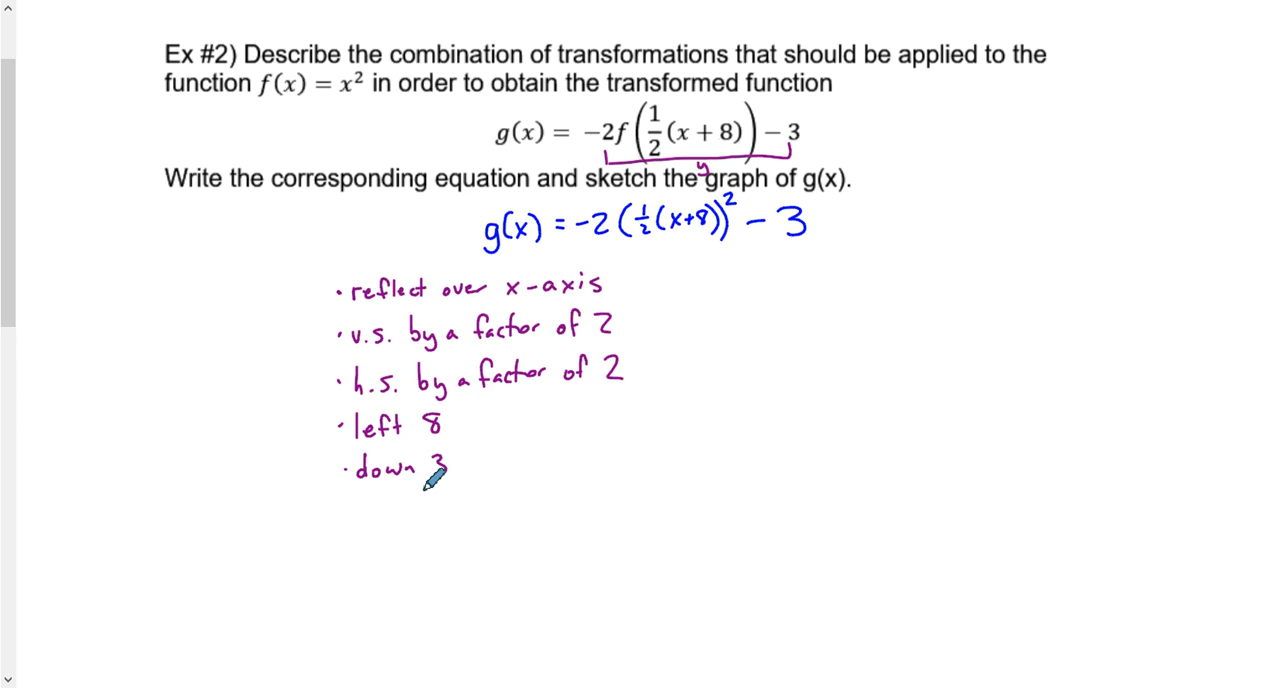 Ex #2) Describe the combination of transformations that should be applied to the
function f(x) = x² in order to obtain the transformed function
g(x) = −2f(1/2(x + 8)) − 3
y
Write the corresponding equation and sketch the graph of g(x).
g(x) = -2(1/2(x+8))² - 3
· reflect over x-axis
· v.s. by a factor of 2
· h.s. by a factor of 2
· left 8
· down 3